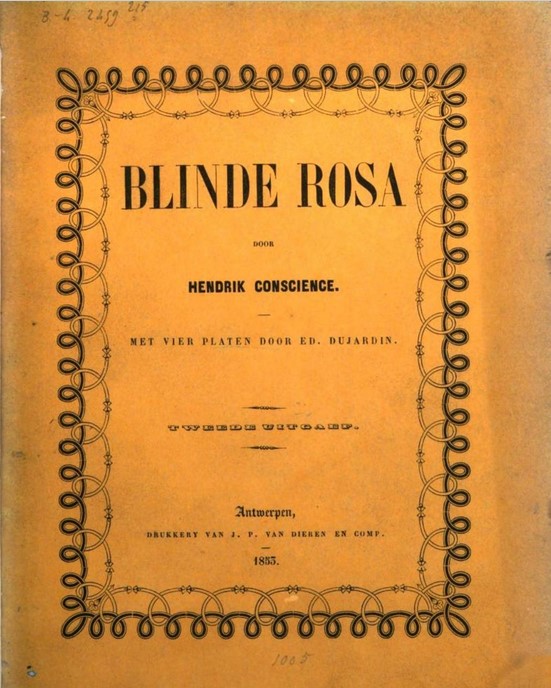 B-L 2459 215
BLINDE ROSA
DOOR
HENDRIK CONSCIENCE.
MET VIER PLATEN DOOR ED. DUJARDIN.
TWEEDE UITGAEF.
Antwerpen,
DRUKKERY VAN J. P. VAN DIEREN EN COMP.
1853.
1005